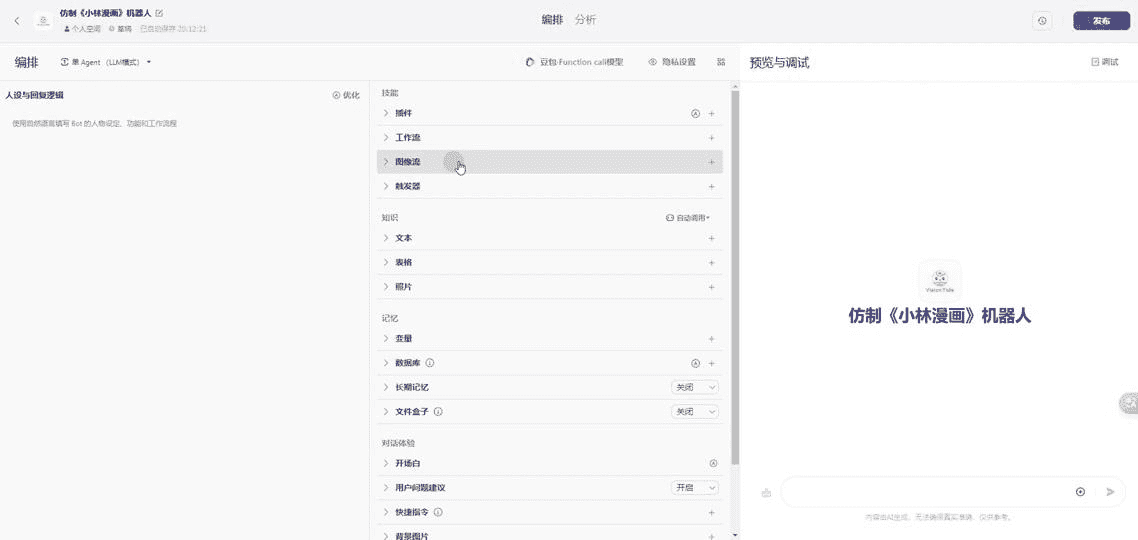 仿制《小林漫画》机器人
个人空间 草稿 已自动保存 20:12:21
编排 分析
发布
编排 单 Agent（LLM模式） 豆包·Function call模型 隐私设置
预览与调试 调试
人设与回复逻辑 优化
使用自然语言填写 Bot 的人物设定、功能和工作流程
技能
插件
工作流
图像流
触发器
知识 自动调用
文本
表格
照片
记忆
变量
数据库
长期记忆 关闭
文件盒子 关闭
对话体验
开场白
用户问题建议 开启
快捷指令
背景图片
Vision Tide
仿制《小林漫画》机器人
内容由AI生成，无法确保真实准确，仅供参考。